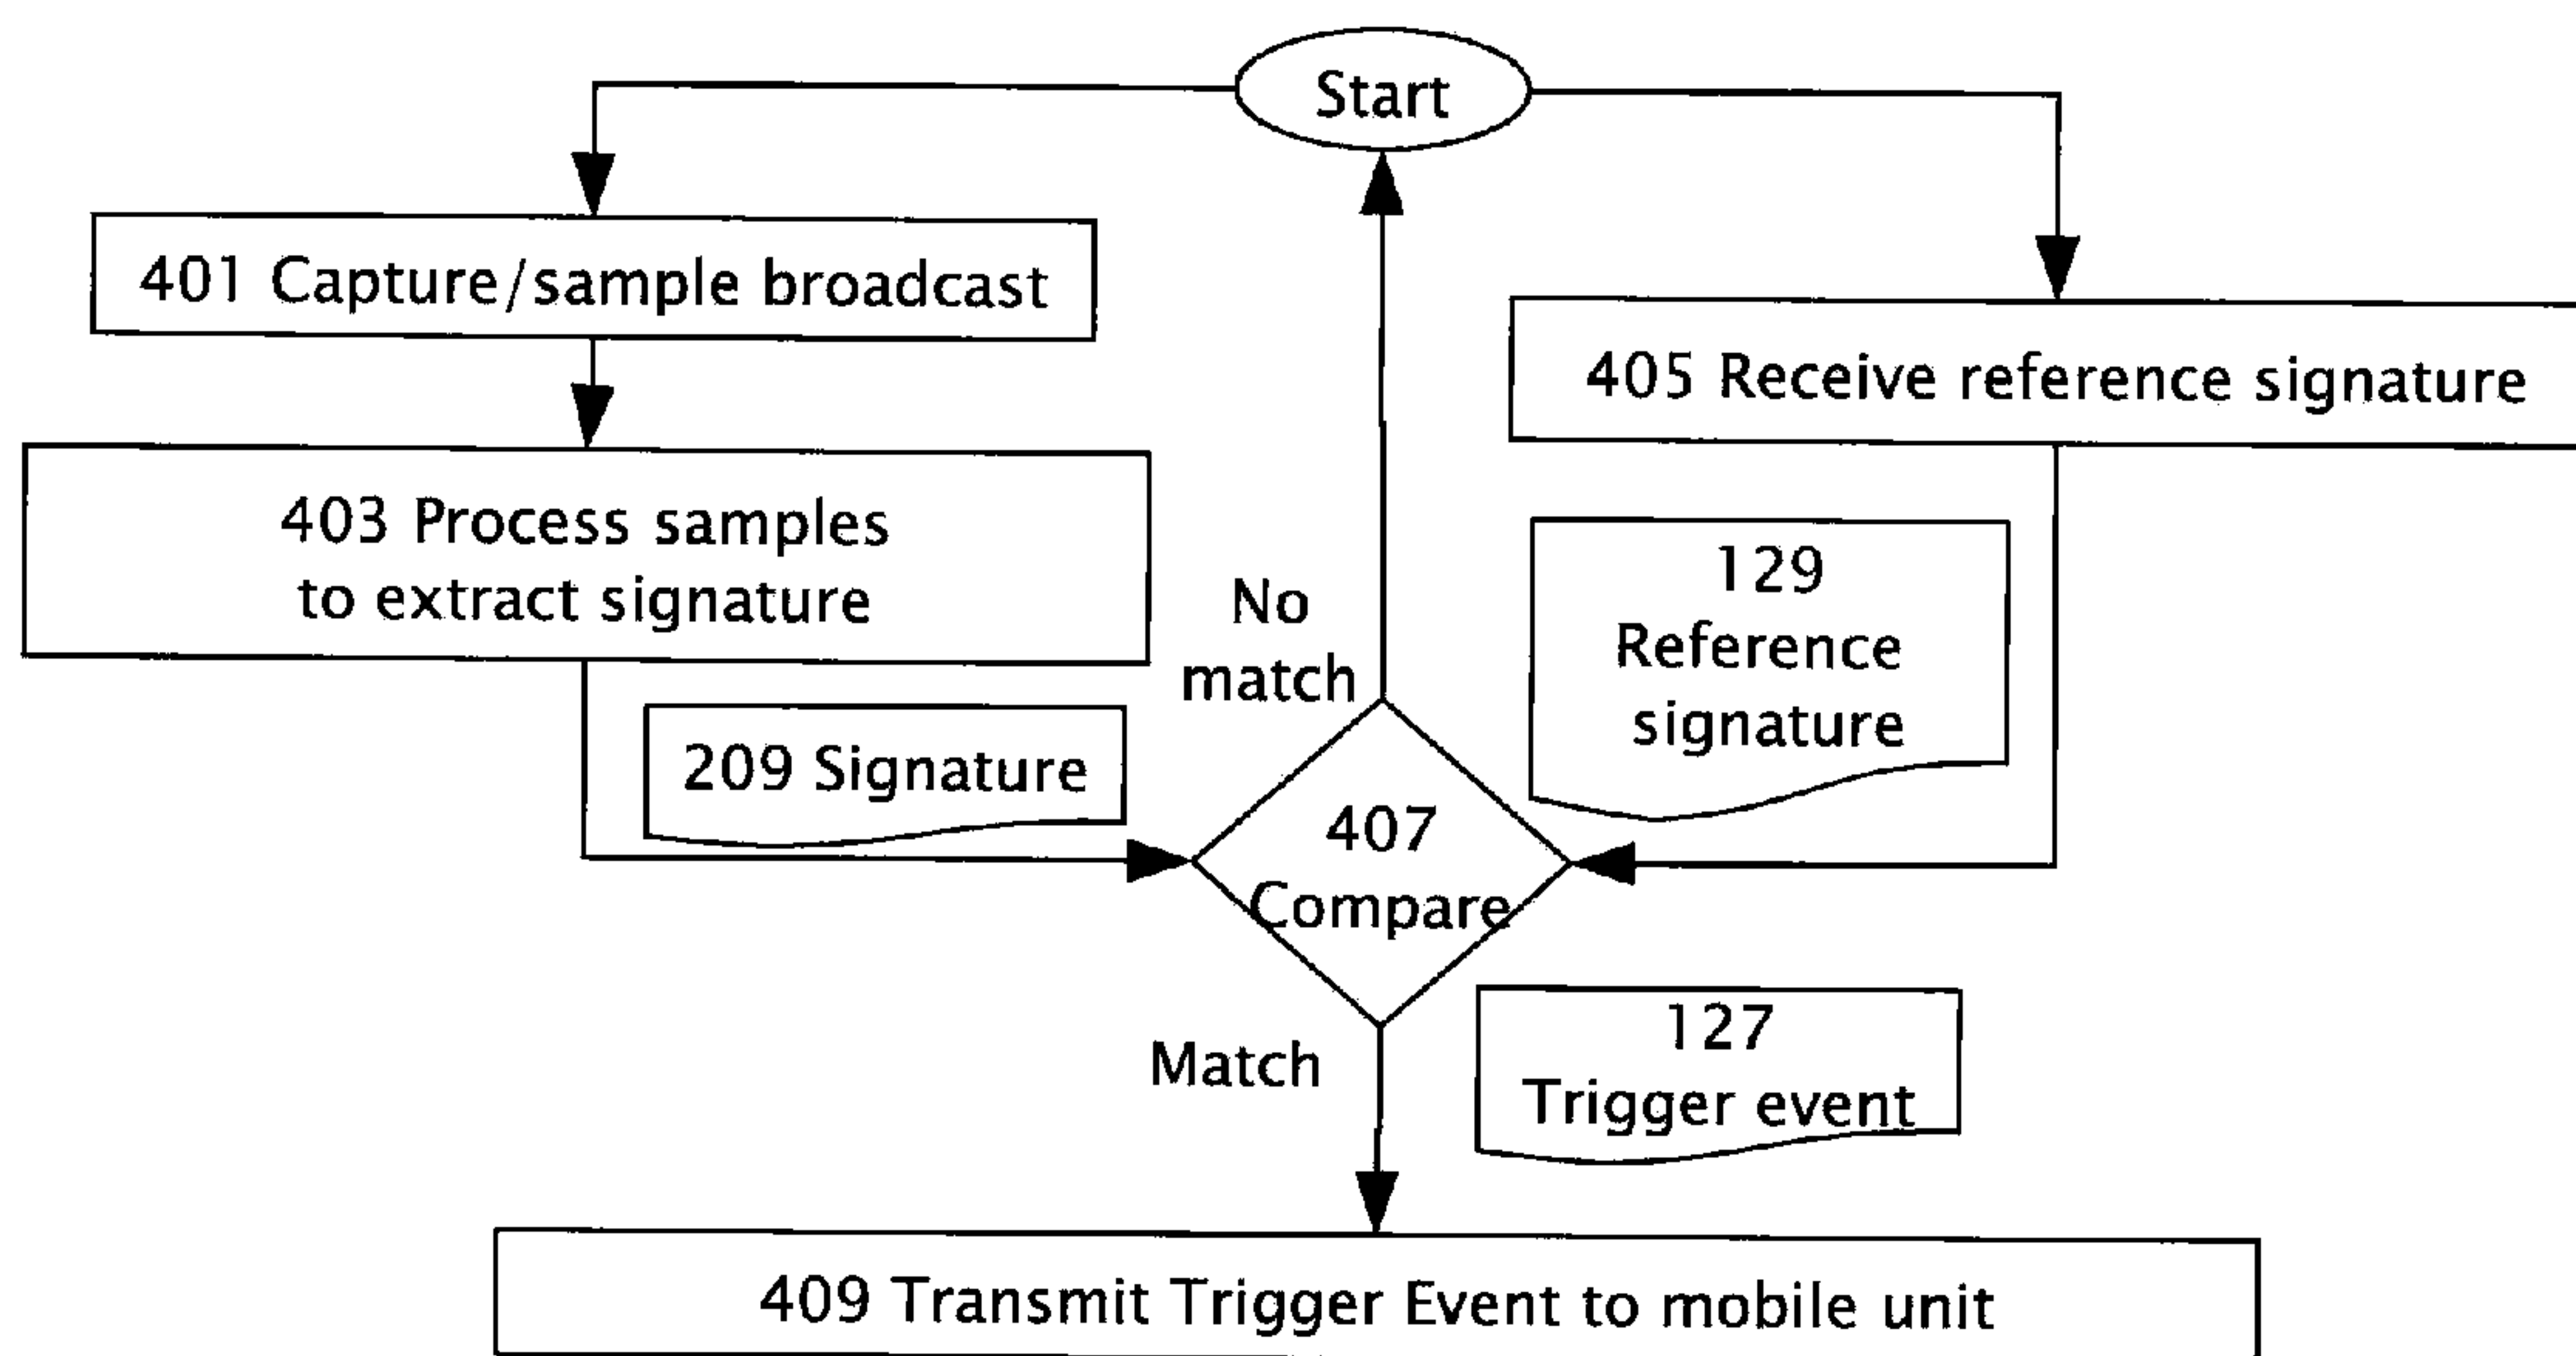 Start
401 Capture/sample broadcast
405 Receive reference signature
403 Process samples
to extract signature
129
Reference
signature
No
match
209 Signature
407
Compare
127
Trigger event
Match
409 Transmit Trigger Event to mobile unit